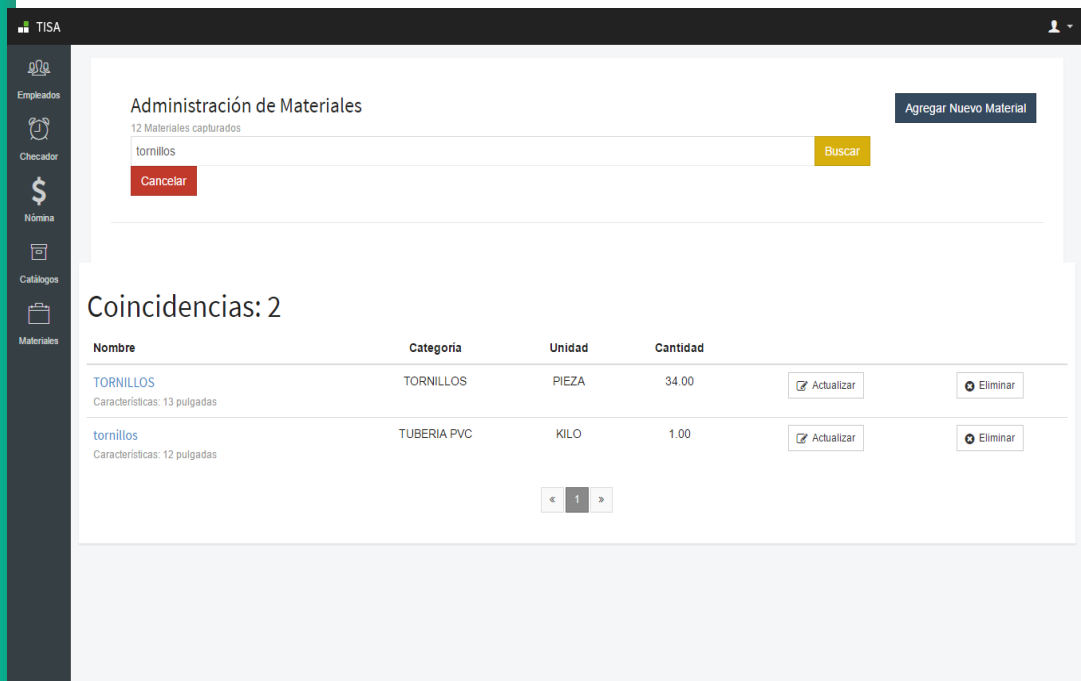 TISA
Empleados
Checador
Nómina
Catálogos
Materiales
Administración de Materiales
Agregar Nuevo Material
12 Materiales capturados
tornillos
Buscar
Cancelar
Coincidencias: 2
Nombre Categoría Unidad Cantidad
TORNILLOS TORNILLOS PIEZA 34.00 Actualizar Eliminar
Características: 13 pulgadas
tornillos TUBERIA PVC KILO 1.00 Actualizar Eliminar
Características: 12 pulgadas
« 1 »